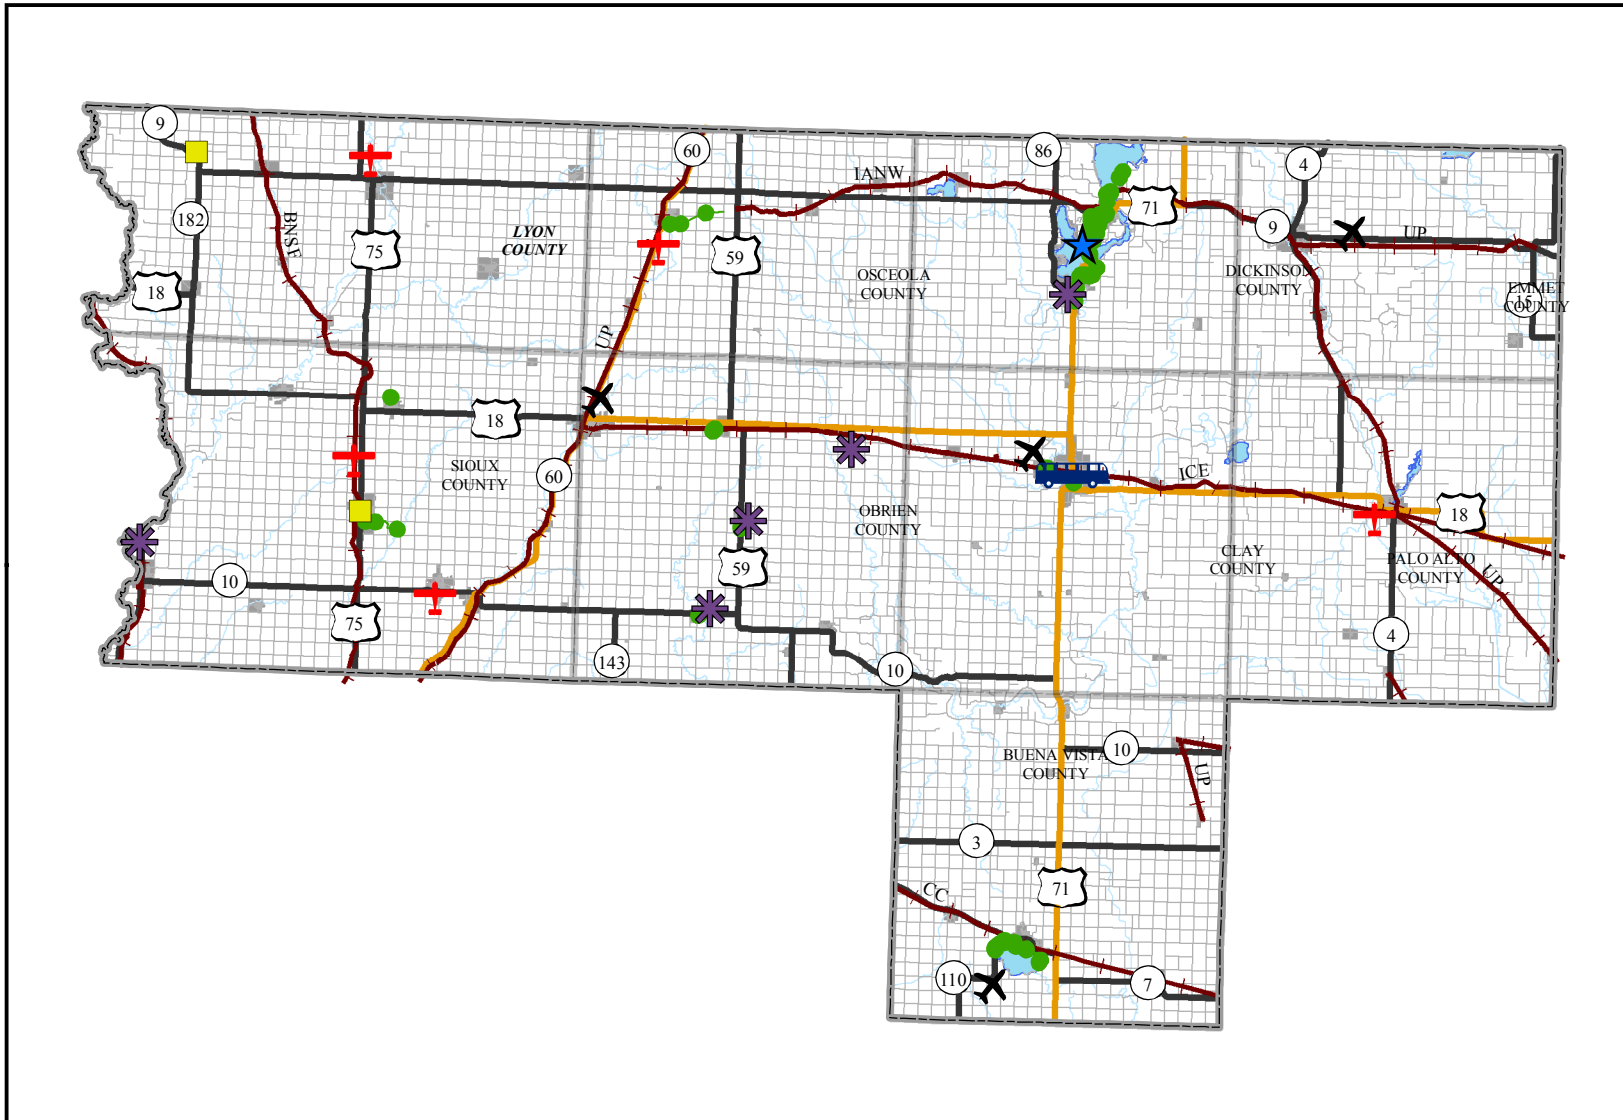 9
60
86
4
IANW
182
BNSF
LYON
COUNTY
75
59
71
9
UP
18
OSCEOLA
COUNTY
DICKINSON
COUNTY
EMMET
COUNTY
15
UP
18
SIOUX
COUNTY
60
ICE
OBRIEN
COUNTY
18
10
59
CLAY
COUNTY
PALO ALTO
COUNTY
UP
75
143
10
4
BUENA VISTA
COUNTY
10
UP
3
CC
71
110
7